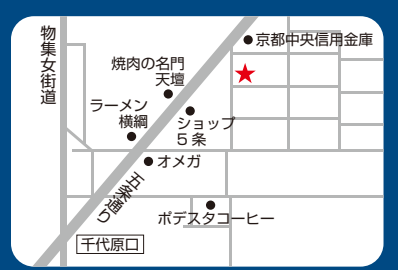 物集女街道
京都中央信用金庫
焼肉の名門
天壇
ラーメン
横綱
ショップ
5条
オメガ
五条通り
ポデスタコーヒー
千代原口